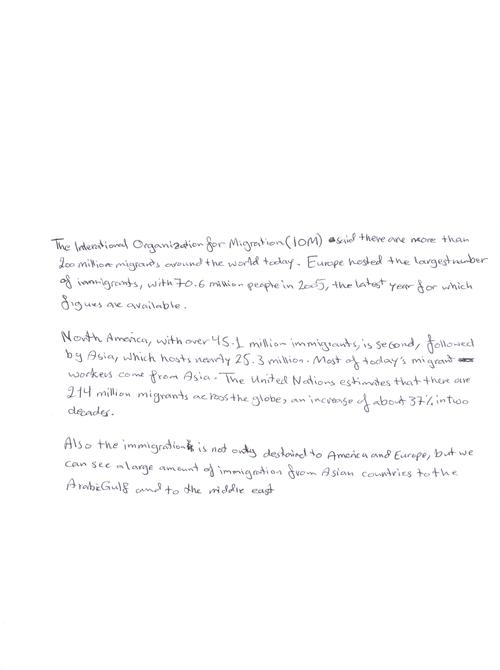 The Interational Organization for Migration (IOM) said there are more than
200 million migrants around the world today. Europe hosted the largest number
of immigrants, with 70.6 million people in 2005, the latest year for which
figues are available.
North America, with over 45.1 million immigrants, is second, followed
by Asia, which hosts nearly 25.3 million. Most of today's migrant
workers come from Asia. The United Nations estimates that there are
214 million migrants across the globe, an increase of about 37% in two
decades.
Also the immigration is not only destained to America and Europe, but we
can see a large amount of immigration from Asian countries to the
Arabic Gulf and to the middle east